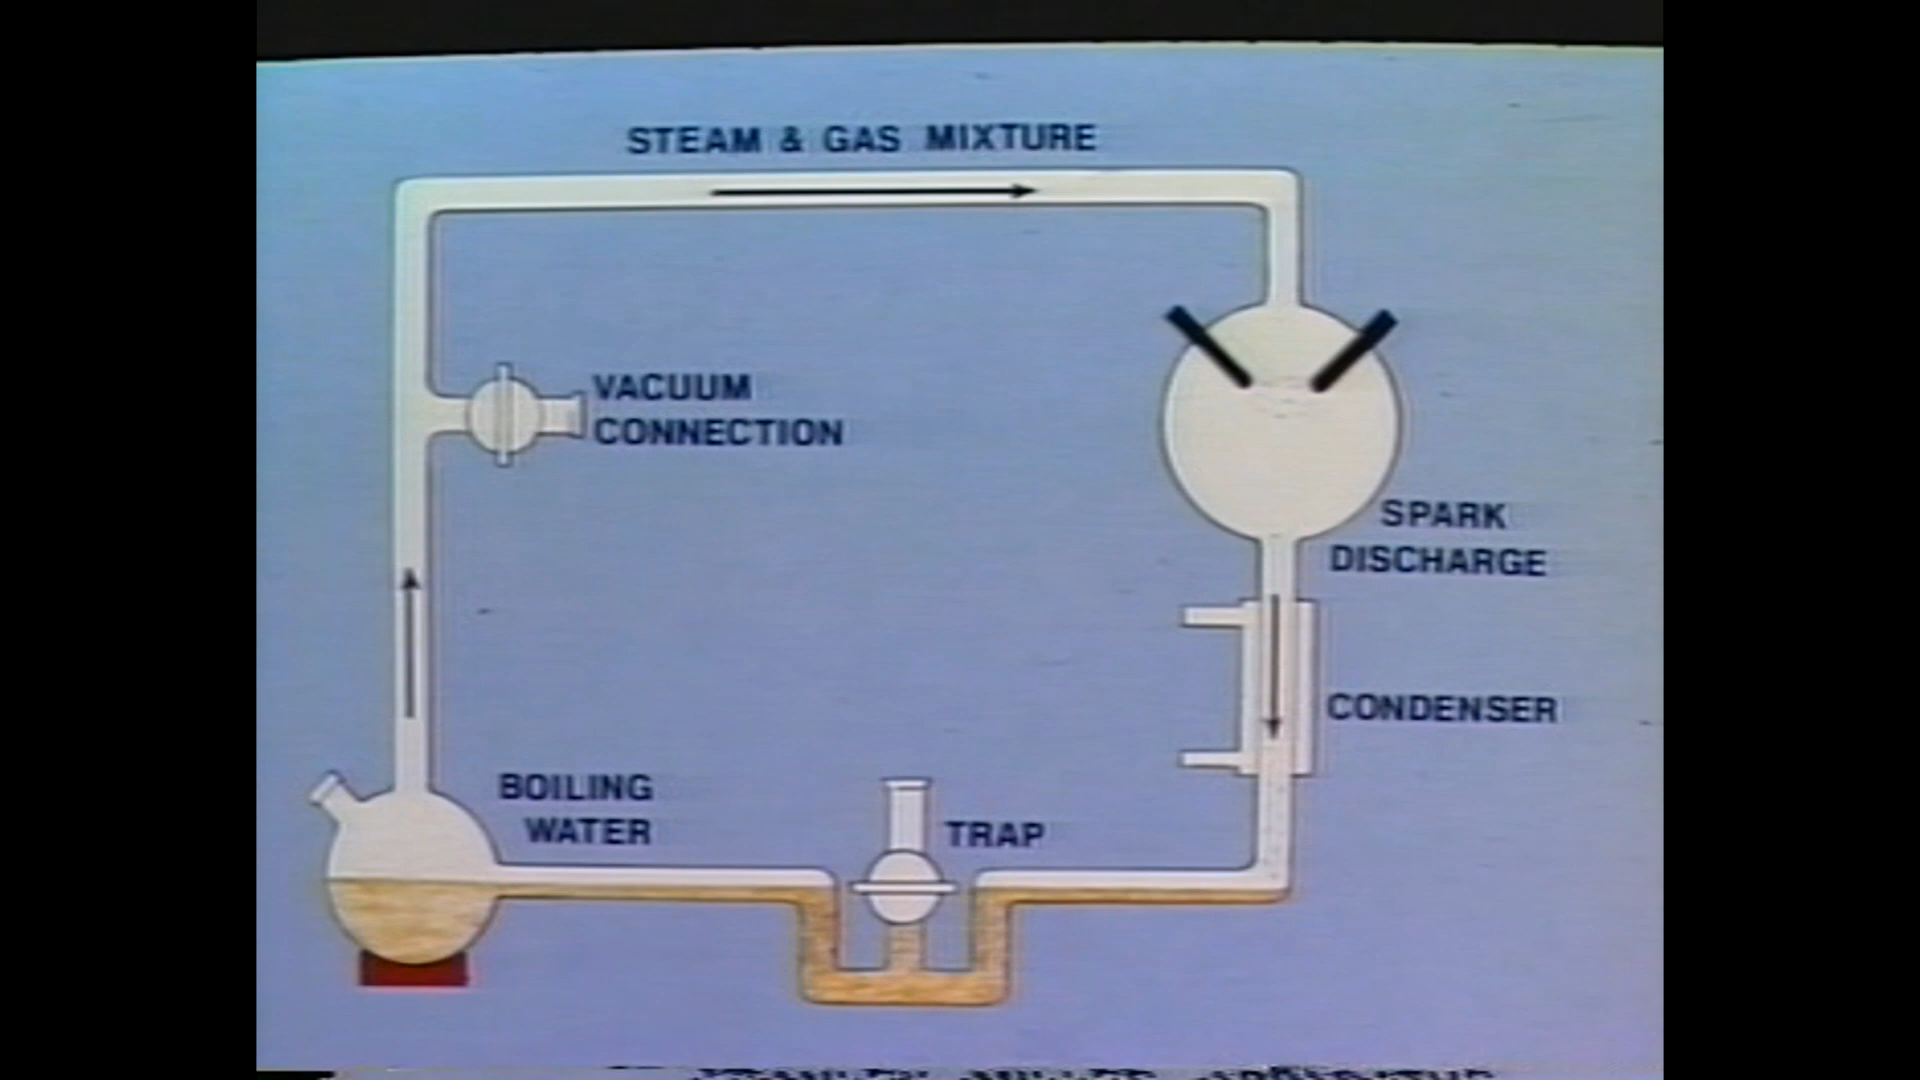 STEAM & GAS MIXTURE
VACUUM
CONNECTION
SPARK
DISCHARGE
CONDENSER
BOILING
WATER
TRAP